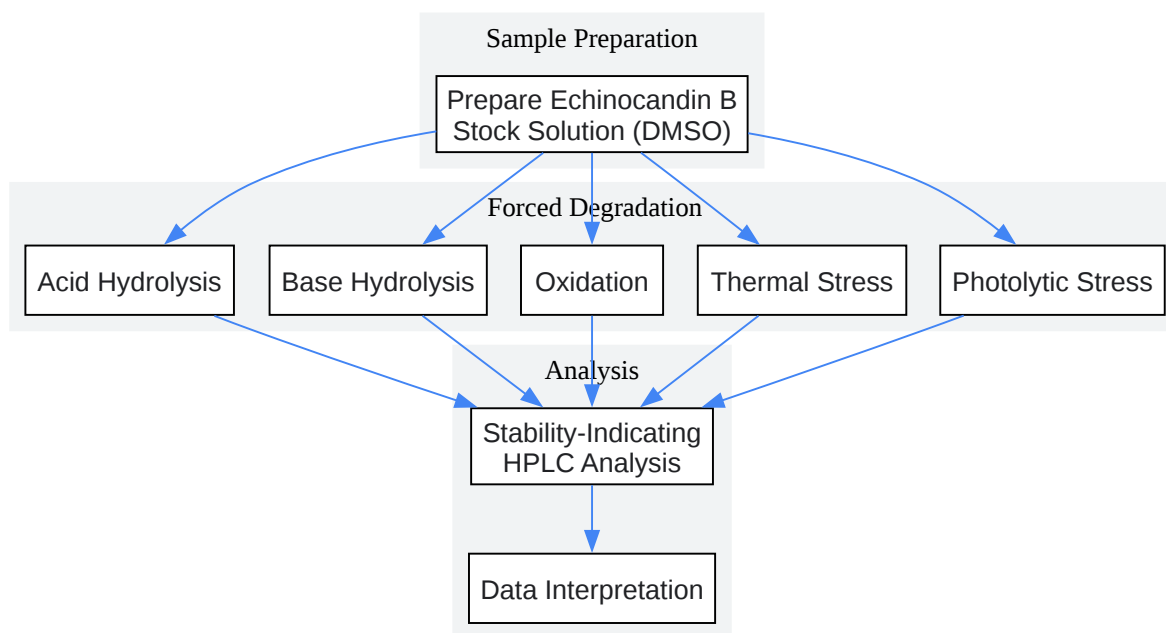 Sample Preparation
Prepare Echinocandin B
Stock Solution (DMSO)
Forced Degradation
Acid Hydrolysis
Base Hydrolysis
Oxidation
Thermal Stress
Photolytic Stress
Analysis
Stability-Indicating
HPLC Analysis
Data Interpretation